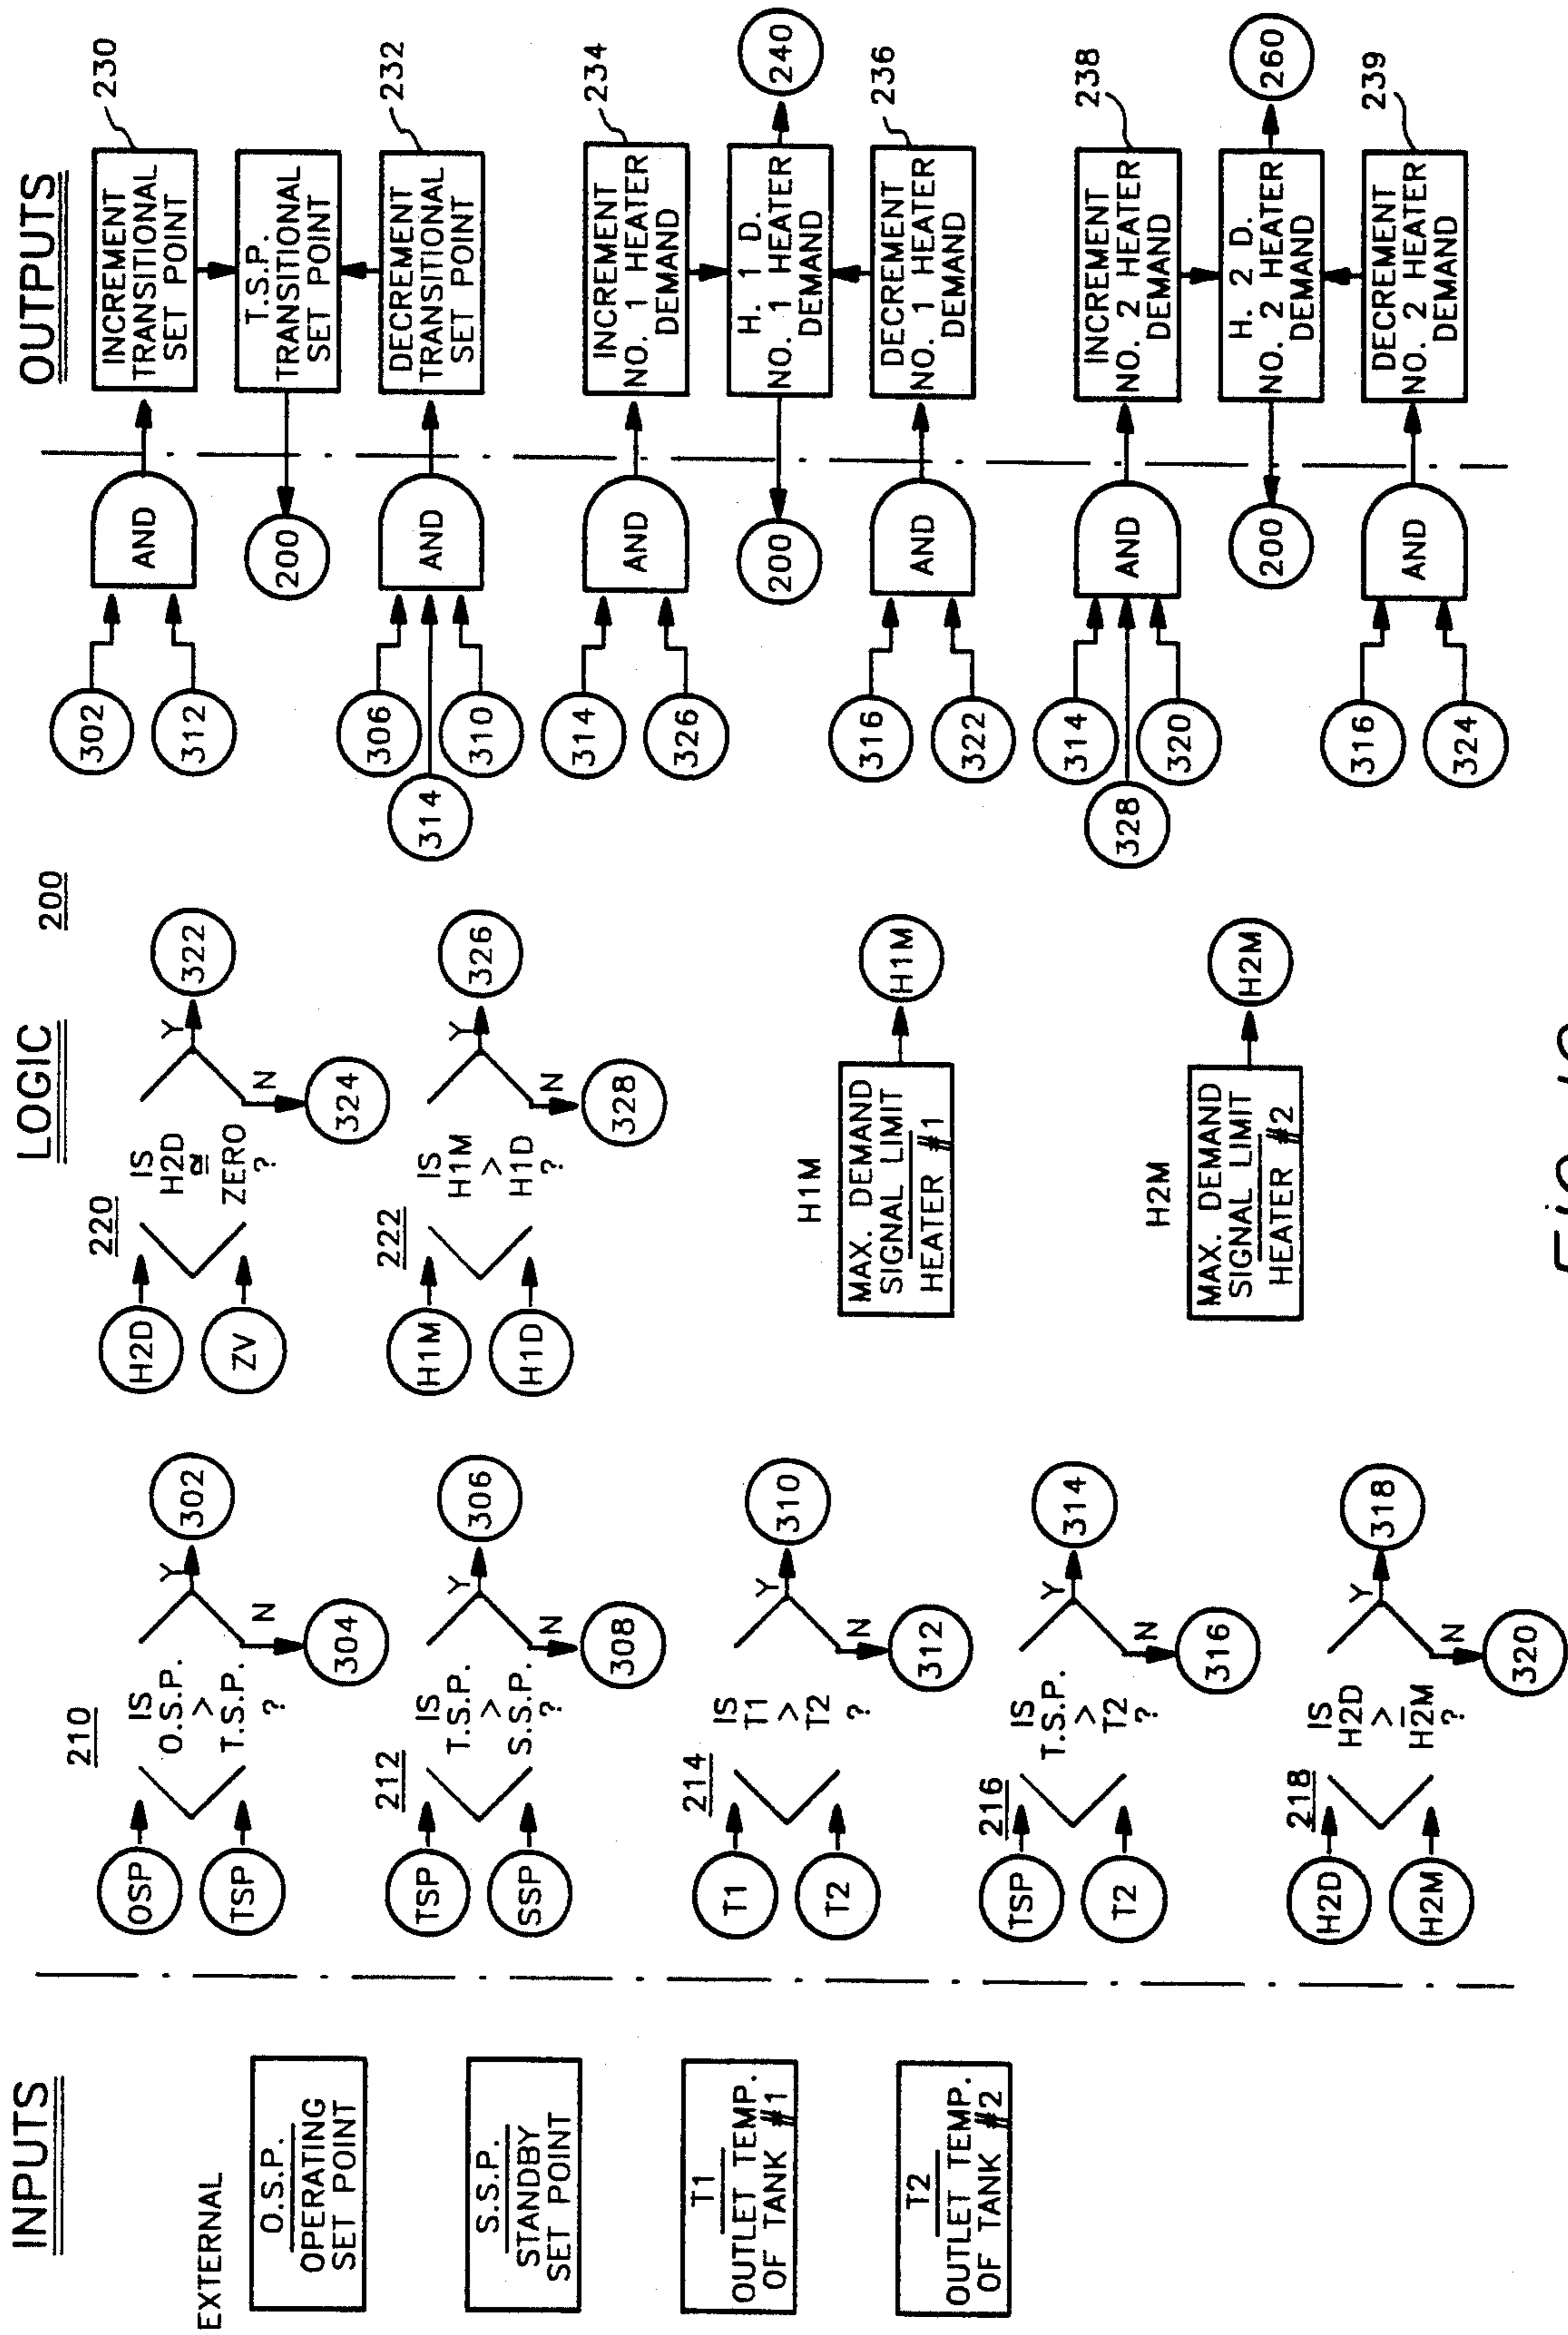 INPUTS
EXTERNAL
O.S.P.
OPERATING
SET POINT
S.S.P.
STANDBY
SET POINT
T1
OUTLET TEMP.
OF TANK #1
T2
OUTLET TEMP.
OF TANK #2
LOGIC
200
210
OSP
TSP
IS
O.S.P.
>
T.S.P.
?
Y
302
N
304
212
TSP
SSP
IS
T.S.P.
>
S.S.P.
?
Y
306
N
308
214
T1
T2
IS
T1
>
T2
?
Y
310
N
312
216
TSP
T2
IS
T.S.P.
>
T2
?
Y
314
N
316
218
H2D
H2M
IS
H2D
≥
H2M
?
Y
318
N
320
220
H2D
ZV
IS
H2D
ZERO
?
Y
322
N
324
222
H1M
H1D
IS
H1M
>
H1D
?
Y
326
N
328
H1M
MAX. DEMAND
SIGNAL LIMIT
HEATER #1
H1M
H2M
MAX. DEMAND
SIGNAL LIMIT
HEATER #2
H2M
OUTPUTS
302
312
AND
INCREMENT
TRANSITIONAL
SET POINT
230
200
T.S.P.
TRANSITIONAL
SET POINT
306
314
310
AND
DECREMENT
TRANSITIONAL
SET POINT
232
314
326
AND
INCREMENT
NO. 1 HEATER
DEMAND
234
200
H. 1 D.
NO. 1 HEATER
DEMAND
240
316
322
AND
DECREMENT
NO. 1 HEATER
DEMAND
236
314
328
320
AND
INCREMENT
NO. 2 HEATER
DEMAND
238
200
H. 2 D.
NO. 2 HEATER
DEMAND
260
316
324
AND
DECREMENT
NO. 2 HEATER
DEMAND
239